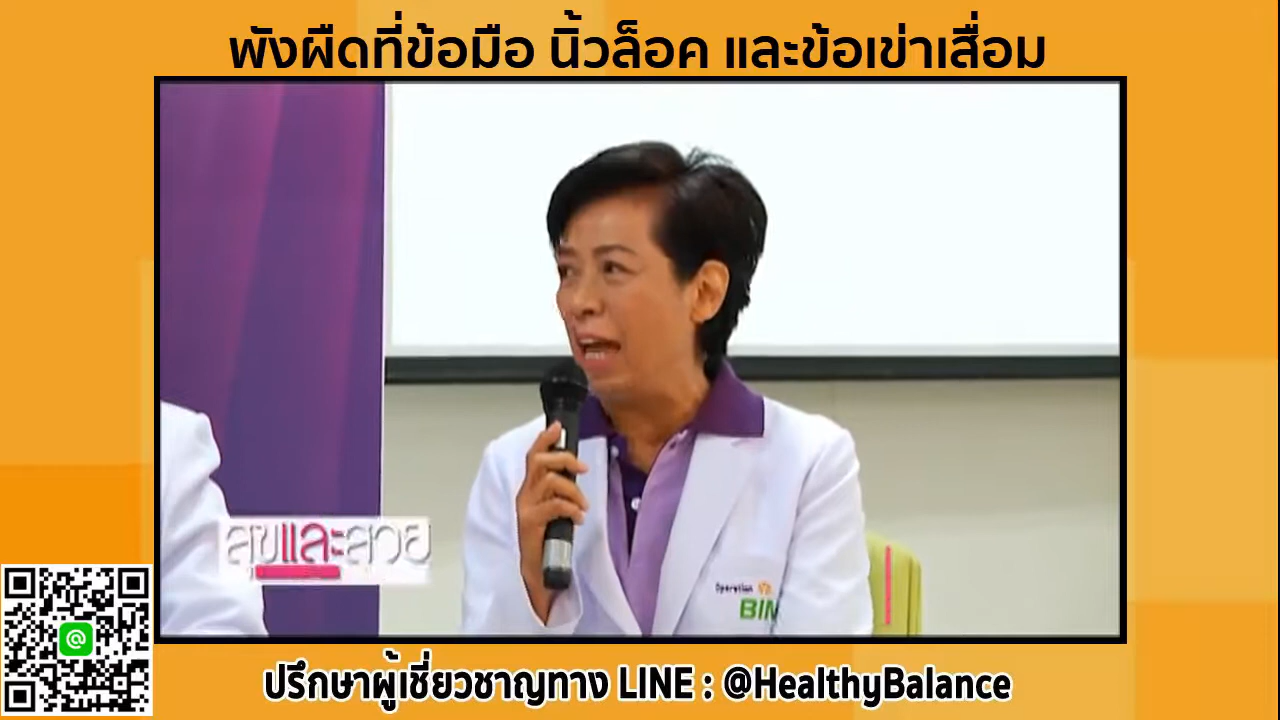 พังผืดที่ข้อมือ นิ้วล็อค และข้อเข่าเสื่อม
สุขและสวย
Operation
BIM
ปรึกษาผู้เชี่ยวชาญทาง LINE : @HealthyBalance